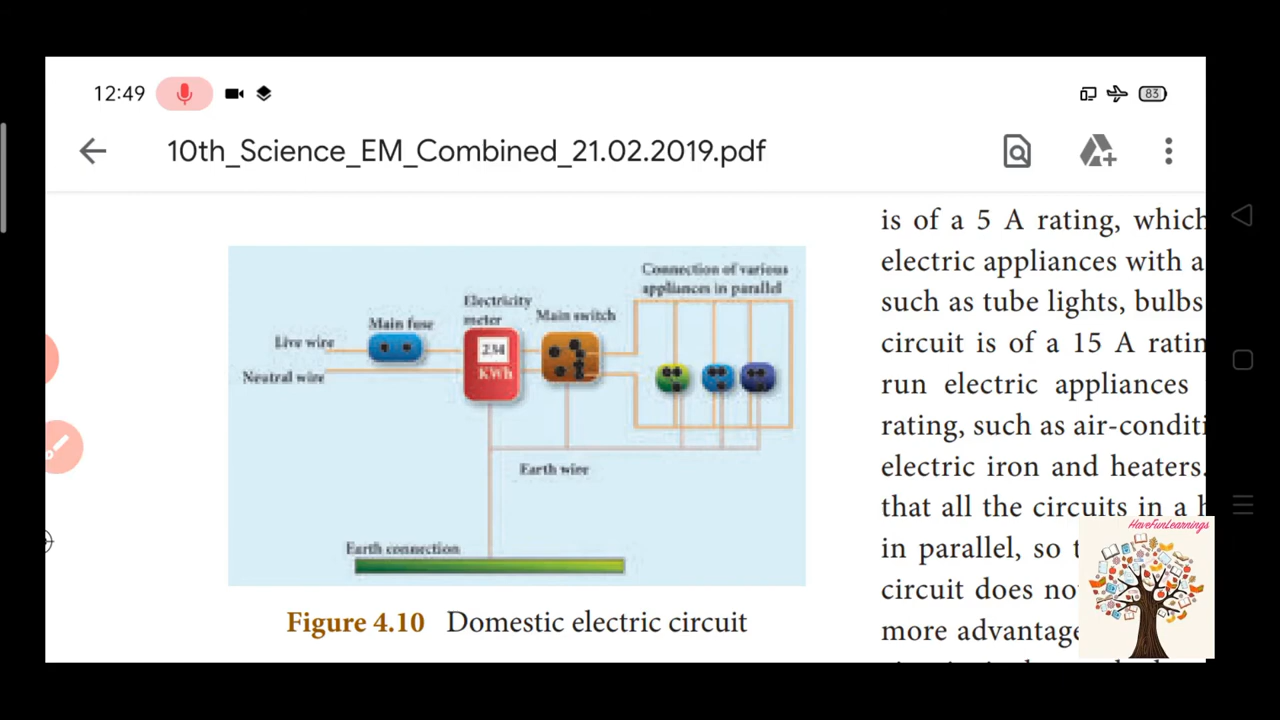 12:49
83
10th_Science_EM_Combined_21.02.2019.pdf
Connection of various
appliances in parallel
Electricity
meter
Main switch
Main fuse
Live wire
234
KWh
Neutral wire
Earth wire
Earth connection
Figure 4.10 Domestic electric circuit
is of a 5 A rating, which
electric appliances with a
such as tube lights, bulbs
circuit is of a 15 A ratin
run electric appliances
rating, such as air-conditi
electric iron and heaters.
that all the circuits in a h
in parallel, so t
circuit does no
more advantage
HaveFunLearnings